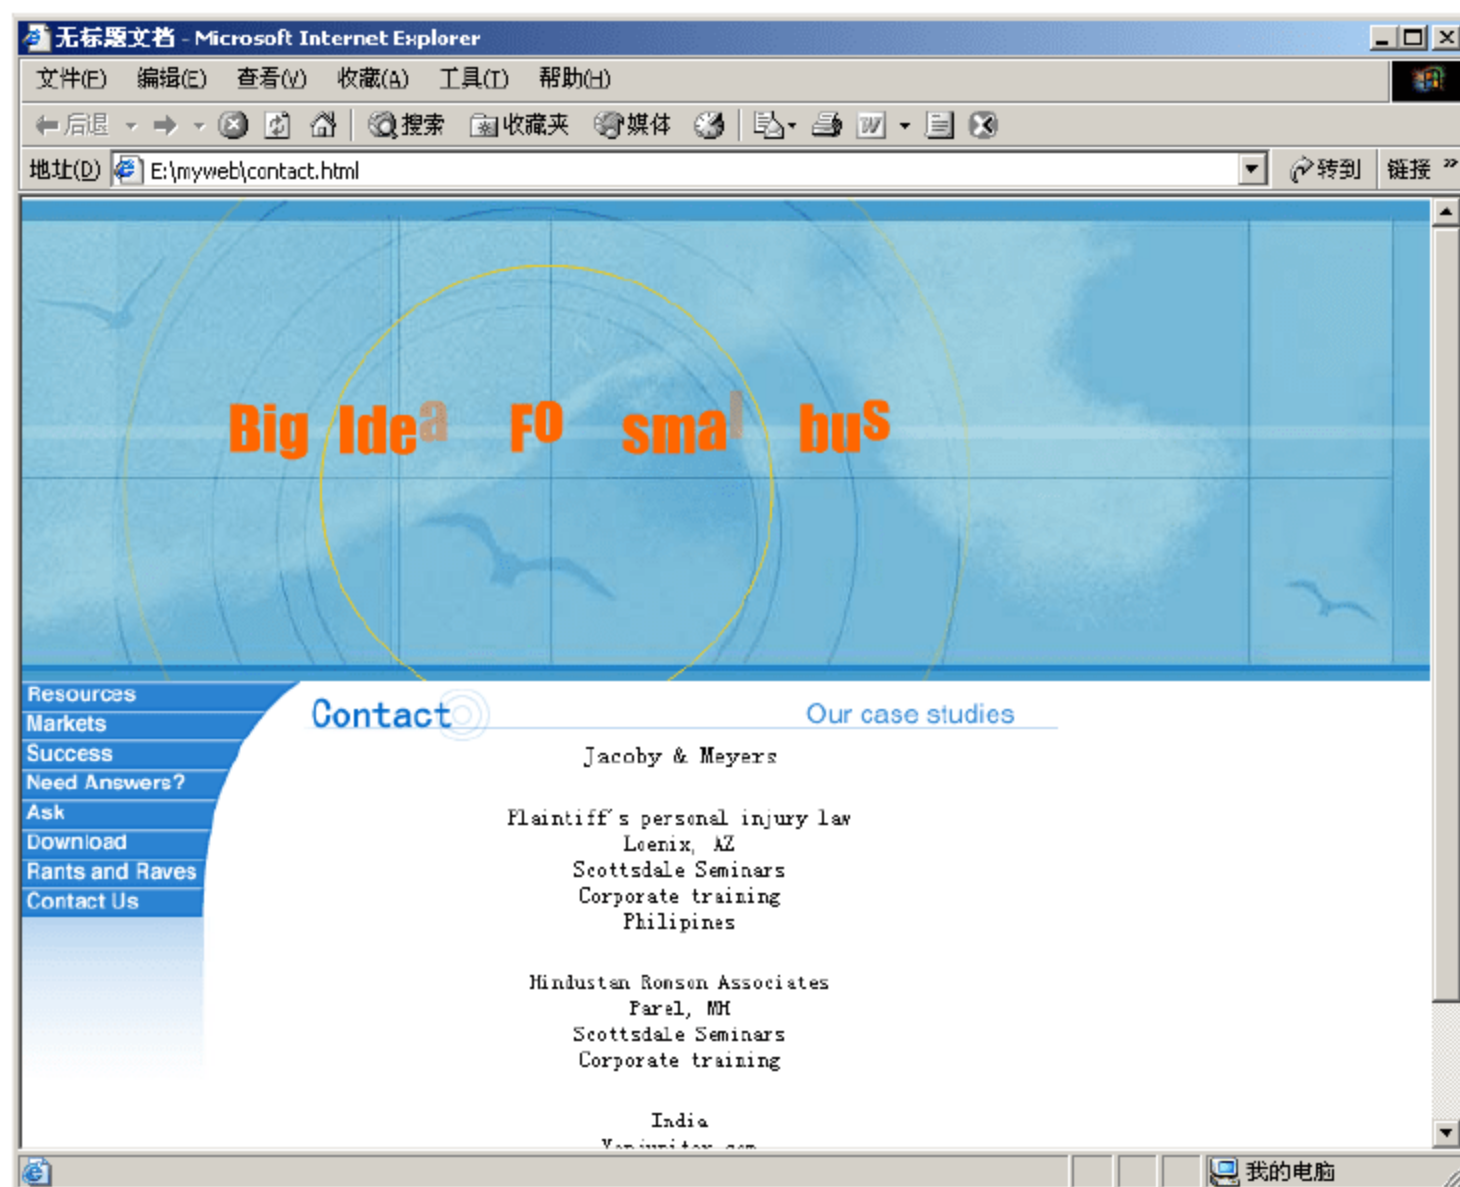 无标题文档 - Microsoft Internet Explorer
文件(F) 编辑(E) 查看(V) 收藏(A) 工具(T) 帮助(H)
后退 搜索 收藏夹 媒体
地址(D) E:\myweb\contact.html 转到 链接 »
Big Idea FO smal bus
Resources
Markets
Success
Need Answers?
Ask
Download
Rants and Raves
Contact Us
Contact Our case studies
Jacoby & Meyers
Plaintiff's personal injury law
Loenix, AZ
Scottsdale Seminars
Corporate training
Philipines
Hindustan Ronson Associates
Parel, MH
Scottsdale Seminars
Corporate training
India
我的电脑